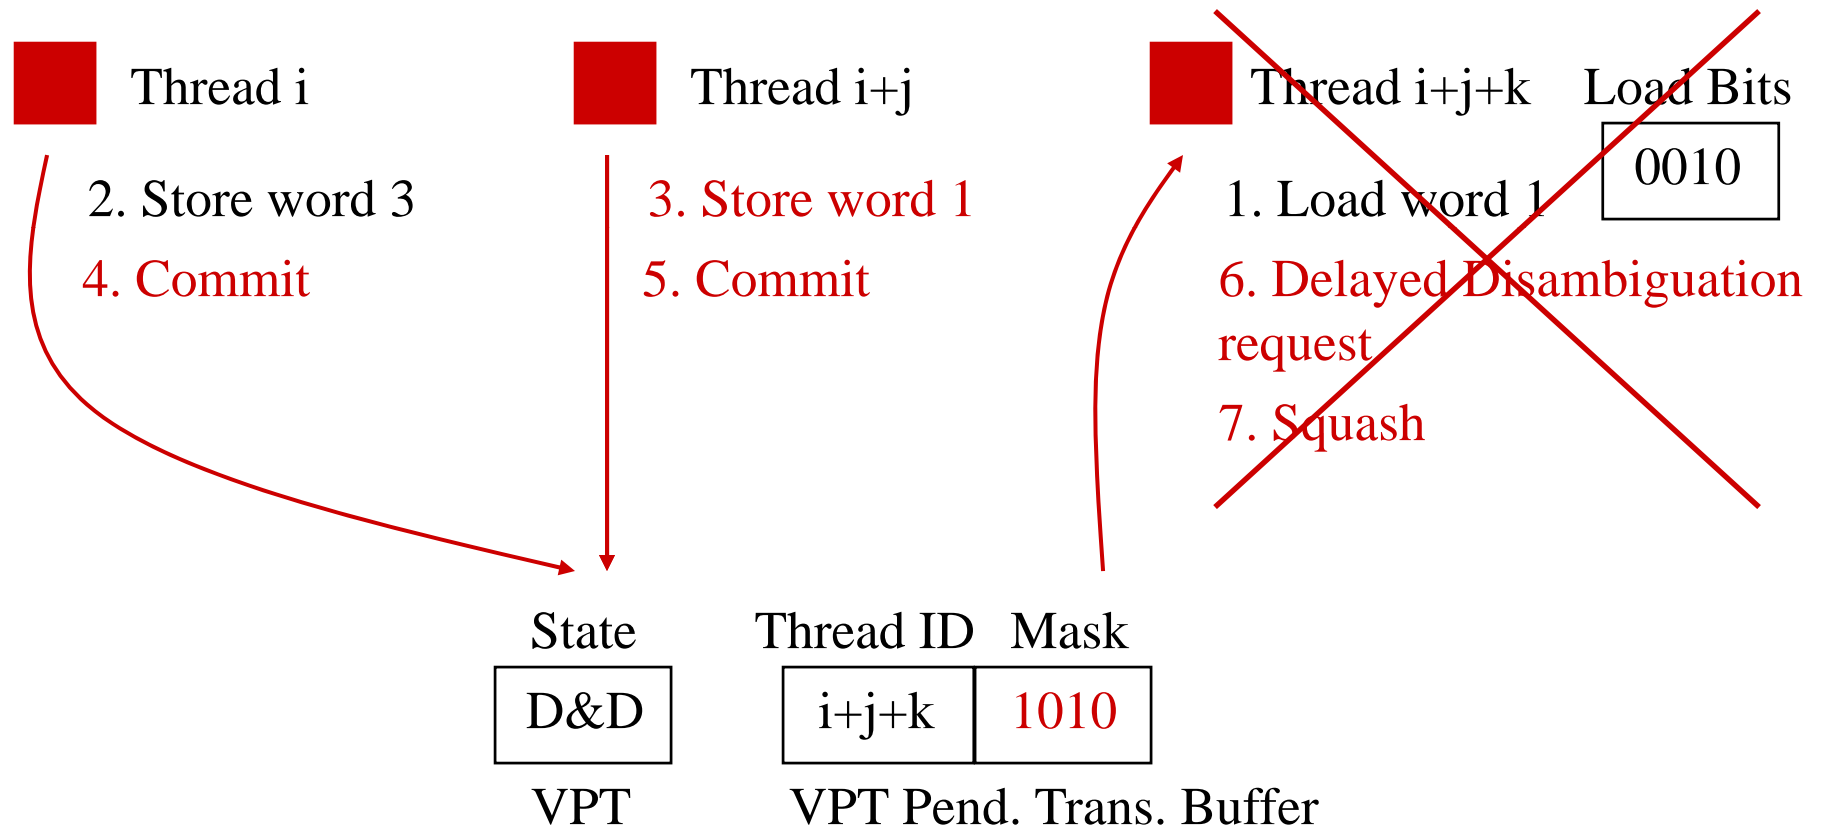 Thread i
Thread i+j
Thread i+j+k
Load Bits
0010
2. Store word 3
3. Store word 1
1. Load word 1
4. Commit
5. Commit
6. Delayed Disambiguation
request
7. Squash
State
Thread ID
Mask
D&D
i+j+k
1010
VPT
VPT Pend. Trans. Buffer